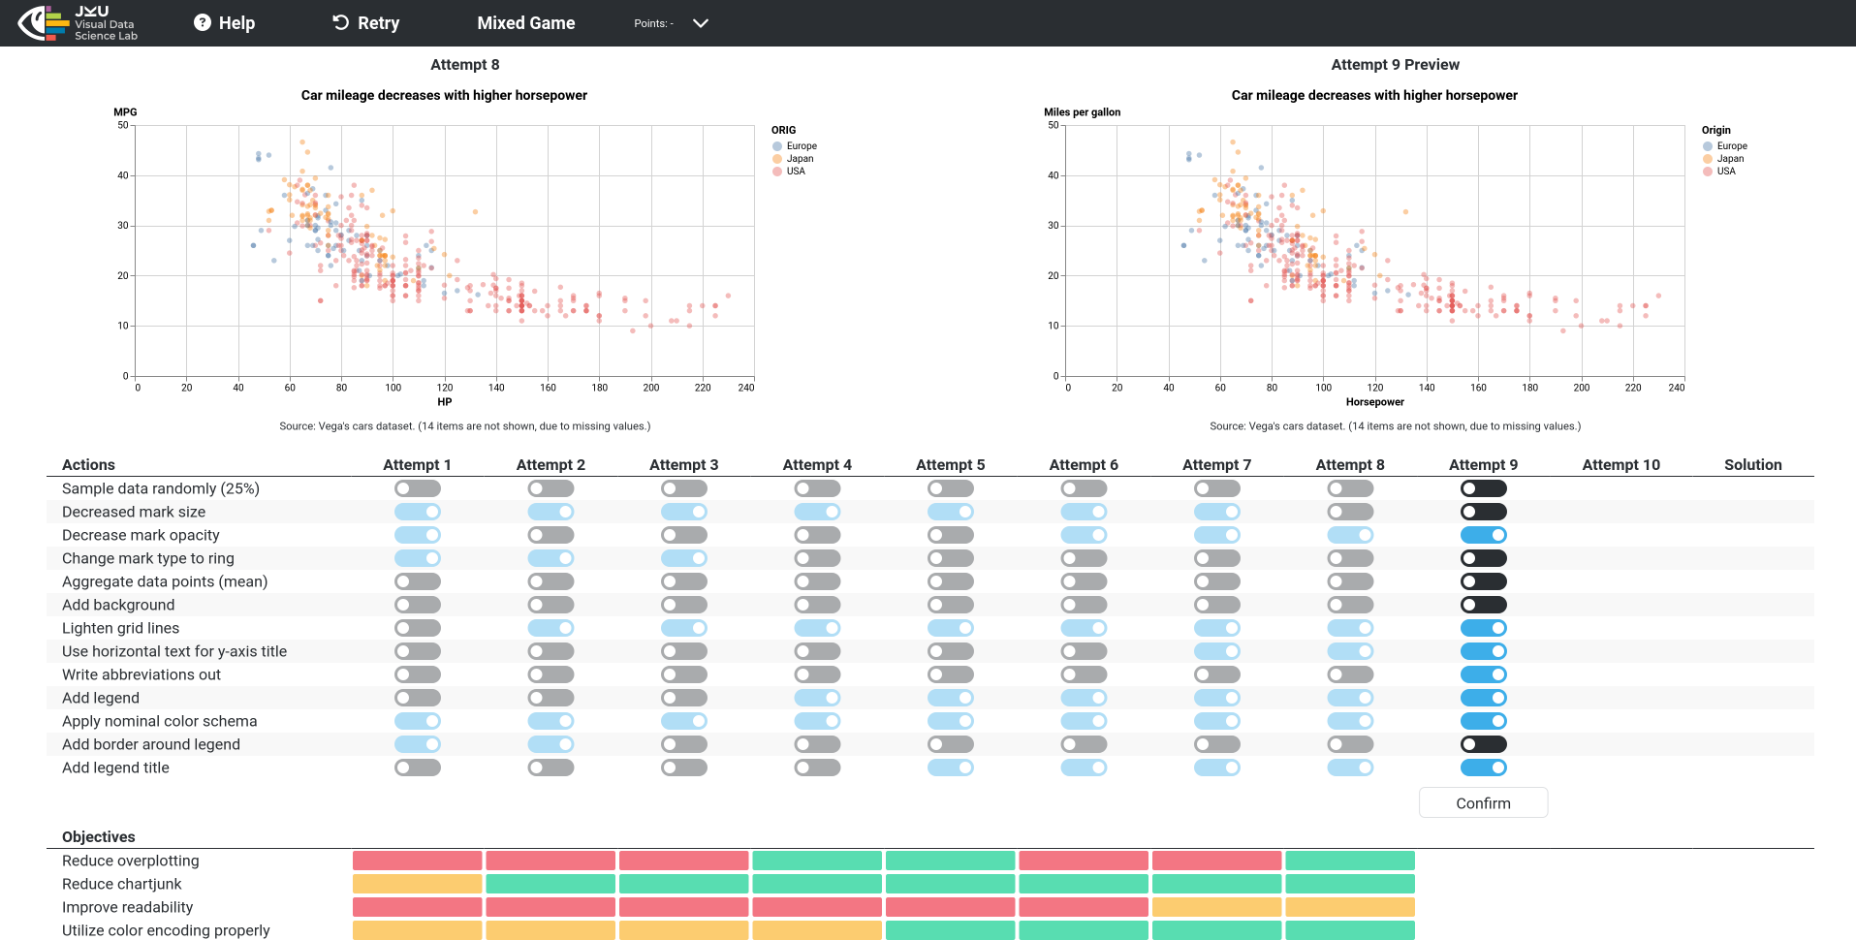 JKU
Visual Data
Science Lab
Help
Retry
Mixed Game
Points: -
Attempt 8
Car mileage decreases with higher horsepower
MPG
50
40
30
20
10
0
0 20 40 60 80 100 120 140 160 180 200 220 240
HP
ORIG
Europe
Japan
USA
Source: Vega's cars dataset. (14 items are not shown, due to missing values.)
Attempt 9 Preview
Car mileage decreases with higher horsepower
Miles per gallon
50
40
30
20
10
0
0 20 40 60 80 100 120 140 160 180 200 220 240
Horsepower
Origin
Europe
Japan
USA
Source: Vega's cars dataset. (14 items are not shown, due to missing values.)
Actions Attempt 1 Attempt 2 Attempt 3 Attempt 4 Attempt 5 Attempt 6 Attempt 7 Attempt 8 Attempt 9 Attempt 10 Solution
Sample data randomly (25%)
Decreased mark size
Decrease mark opacity
Change mark type to ring
Aggregate data points (mean)
Add background
Lighten grid lines
Use horizontal text for y-axis title
Write abbreviations out
Add legend
Apply nominal color schema
Add border around legend
Add legend title
Confirm
Objectives
Reduce overplotting
Reduce chartjunk
Improve readability
Utilize color encoding properly